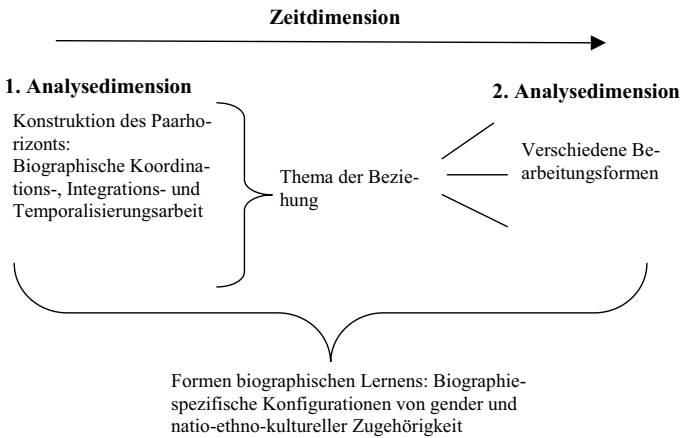 Zeitdimension
1. Analysedimension
Konstruktion des Paarho-
rizonts:
Biographische Koordina-
tions-, Integrations- und
Temporalisierungsarbeit
Thema der Bezie-
hung
2. Analysedimension
Verschiedene Be-
arbeitungsformen
Formen biographischen Lernens: Biographie-
spezifische Konfigurationen von gender und
natio-ethno-kultureller Zugehörigkeit